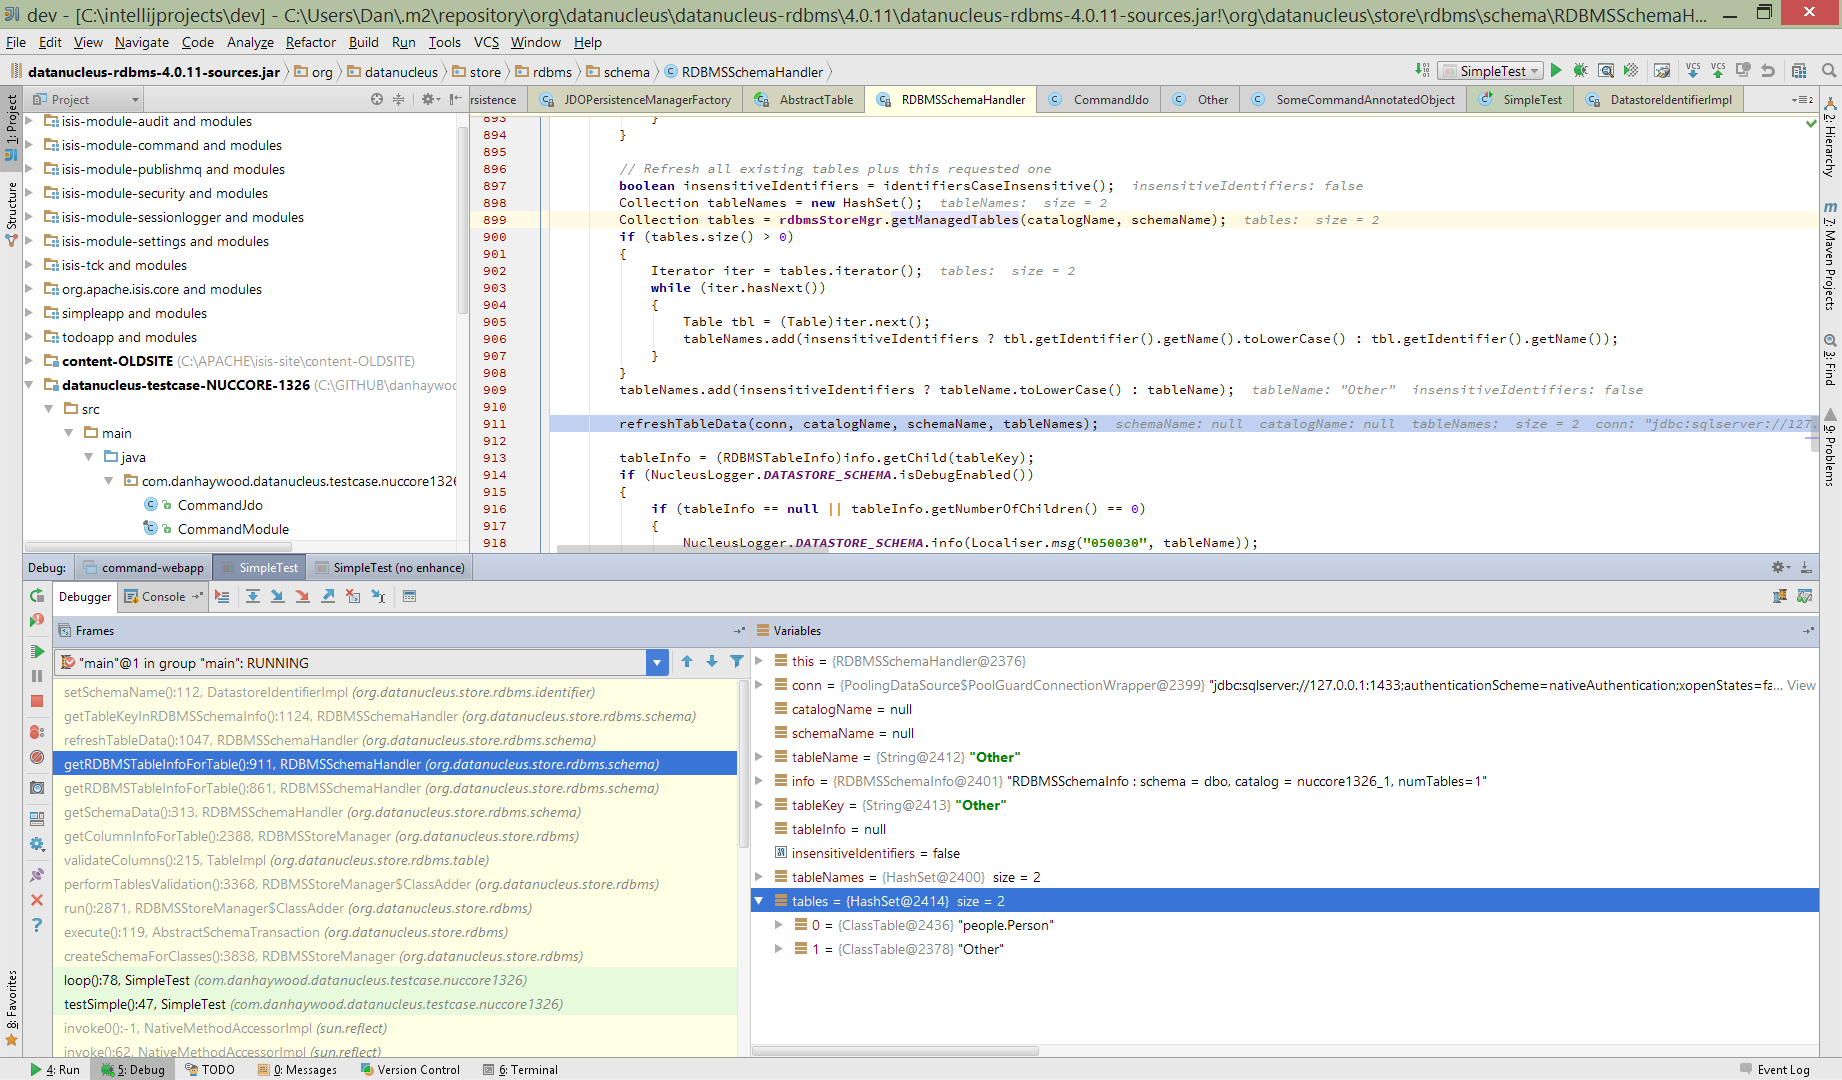 dev - [C:\intellijprojects\dev] - C:\Users\Dan\.m2\repository\org\datanucleus\datanucleus-rdbms\4.0.11\datanucleus-rdbms-4.0.11-sources.jar!\org\datanucleus\store\rdbms\schema\RDBMSSchemaH...
File Edit View Navigate Code Analyze Refactor Build Run Tools VCS Window Help
datanucleus-rdbms-4.0.11-sources.jar org datanucleus store rdbms schema RDBMSSchemaHandler SimpleTest
Project rsistence JDOPersistenceManagerFactory AbstractTable RDBMSSchemaHandler CommandJdo Other SomeCommandAnnotatedObject SimpleTest DatastoreIdentifierImpl
1: Project
Structure
8: Favorites
2: Hierarchy
7: Maven Projects
3: Find
9: Problems
isis-module-audit and modules
isis-module-command and modules
isis-module-publishmq and modules
isis-module-security and modules
isis-module-sessionlogger and modules
isis-module-settings and modules
isis-tck and modules
org.apache.isis.core and modules
simpleapp and modules
todoapp and modules
content-OLDSITE (C:\APACHE\isis-site\content-OLDSITE)
datanucleus-testcase-NUCCORE-1326 (C:\GITHUB\danhaywoo
src
main
java
com.danhaywood.datanucleus.testcase.nuccore1326
CommandJdo
CommandModule
893 }
894 }
895
896 // Refresh all existing tables plus this requested one
897 boolean insensitiveIdentifiers = identifiersCaseInsensitive(); insensitiveIdentifiers: false
898 Collection tableNames = new HashSet(); tableNames: size = 2
899 Collection tables = rdbmsStoreMgr.getManagedTables(catalogName, schemaName); tables: size = 2
900 if (tables.size() > 0)
901 {
902 Iterator iter = tables.iterator(); tables: size = 2
903 while (iter.hasNext())
904 {
905 Table tbl = (Table)iter.next();
906 tableNames.add(insensitiveIdentifiers ? tbl.getIdentifier().getName().toLowerCase() : tbl.getIdentifier().getName());
907 }
908 }
909 tableNames.add(insensitiveIdentifiers ? tableName.toLowerCase() : tableName); tableName: "Other" insensitiveIdentifiers: false
910
911 refreshTableData(conn, catalogName, schemaName, tableNames); schemaName: null catalogName: null tableNames: size = 2 conn: "jdbc:sqlserver://127.
912
913 tableInfo = (RDBMSTableInfo)info.getChild(tableKey);
914 if (NucleusLogger.DATASTORE_SCHEMA.isDebugEnabled())
915 {
916 if (tableInfo == null || tableInfo.getNumberOfChildren() == 0)
917 {
918 NucleusLogger.DATASTORE_SCHEMA.info(Localiser.msg("050030", tableName));
Debug: command-webapp SimpleTest SimpleTest (no enhance)
Debugger Console
Frames
"main"@1 in group "main": RUNNING
setSchemaName():112, DatastoreIdentifierImpl (org.datanucleus.store.rdbms.identifier)
getTableKeyInRDBMSSchemaInfo():1124, RDBMSSchemaHandler (org.datanucleus.store.rdbms.schema)
refreshTableData():1047, RDBMSSchemaHandler (org.datanucleus.store.rdbms.schema)
getRDBMSTableInfoForTable():911, RDBMSSchemaHandler (org.datanucleus.store.rdbms.schema)
getRDBMSTableInfoForTable():861, RDBMSSchemaHandler (org.datanucleus.store.rdbms.schema)
getSchemaData():313, RDBMSSchemaHandler (org.datanucleus.store.rdbms.schema)
getColumnInfoForTable():2388, RDBMSStoreManager (org.datanucleus.store.rdbms)
validateColumns():215, TableImpl (org.datanucleus.store.rdbms.table)
performTablesValidation():3368, RDBMSStoreManager$ClassAdder (org.datanucleus.store.rdbms)
run():2871, RDBMSStoreManager$ClassAdder (org.datanucleus.store.rdbms)
execute():119, AbstractSchemaTransaction (org.datanucleus.store.rdbms)
createSchemaForClasses():3838, RDBMSStoreManager (org.datanucleus.store.rdbms)
loop():78, SimpleTest (com.danhaywood.datanucleus.testcase.nuccore1326)
testSimple():47, SimpleTest (com.danhaywood.datanucleus.testcase.nuccore1326)
invoke0():-1, NativeMethodAccessorImpl (sun.reflect)
invoke():62, NativeMethodAccessorImpl (sun.reflect)
Variables
this = {RDBMSSchemaHandler@2376}
conn = {PoolingDataSource$PoolGuardConnectionWrapper@2399} "jdbc:sqlserver://127.0.0.1:1433;authenticationScheme=nativeAuthentication;xopenStates=fa... View
catalogName = null
schemaName = null
tableName = {String@2412} "Other"
info = {RDBMSSchemaInfo@2401} "RDBMSSchemaInfo : schema = dbo, catalog = nuccore1326_1, numTables=1"
tableKey = {String@2413} "Other"
tableInfo = null
insensitiveIdentifiers = false
tableNames = {HashSet@2400} size = 2
tables = {HashSet@2414} size = 2
0 = {ClassTable@2436} "people.Person"
1 = {ClassTable@2378} "Other"
4: Run 5: Debug TODO 0: Messages Version Control 6: Terminal Event Log